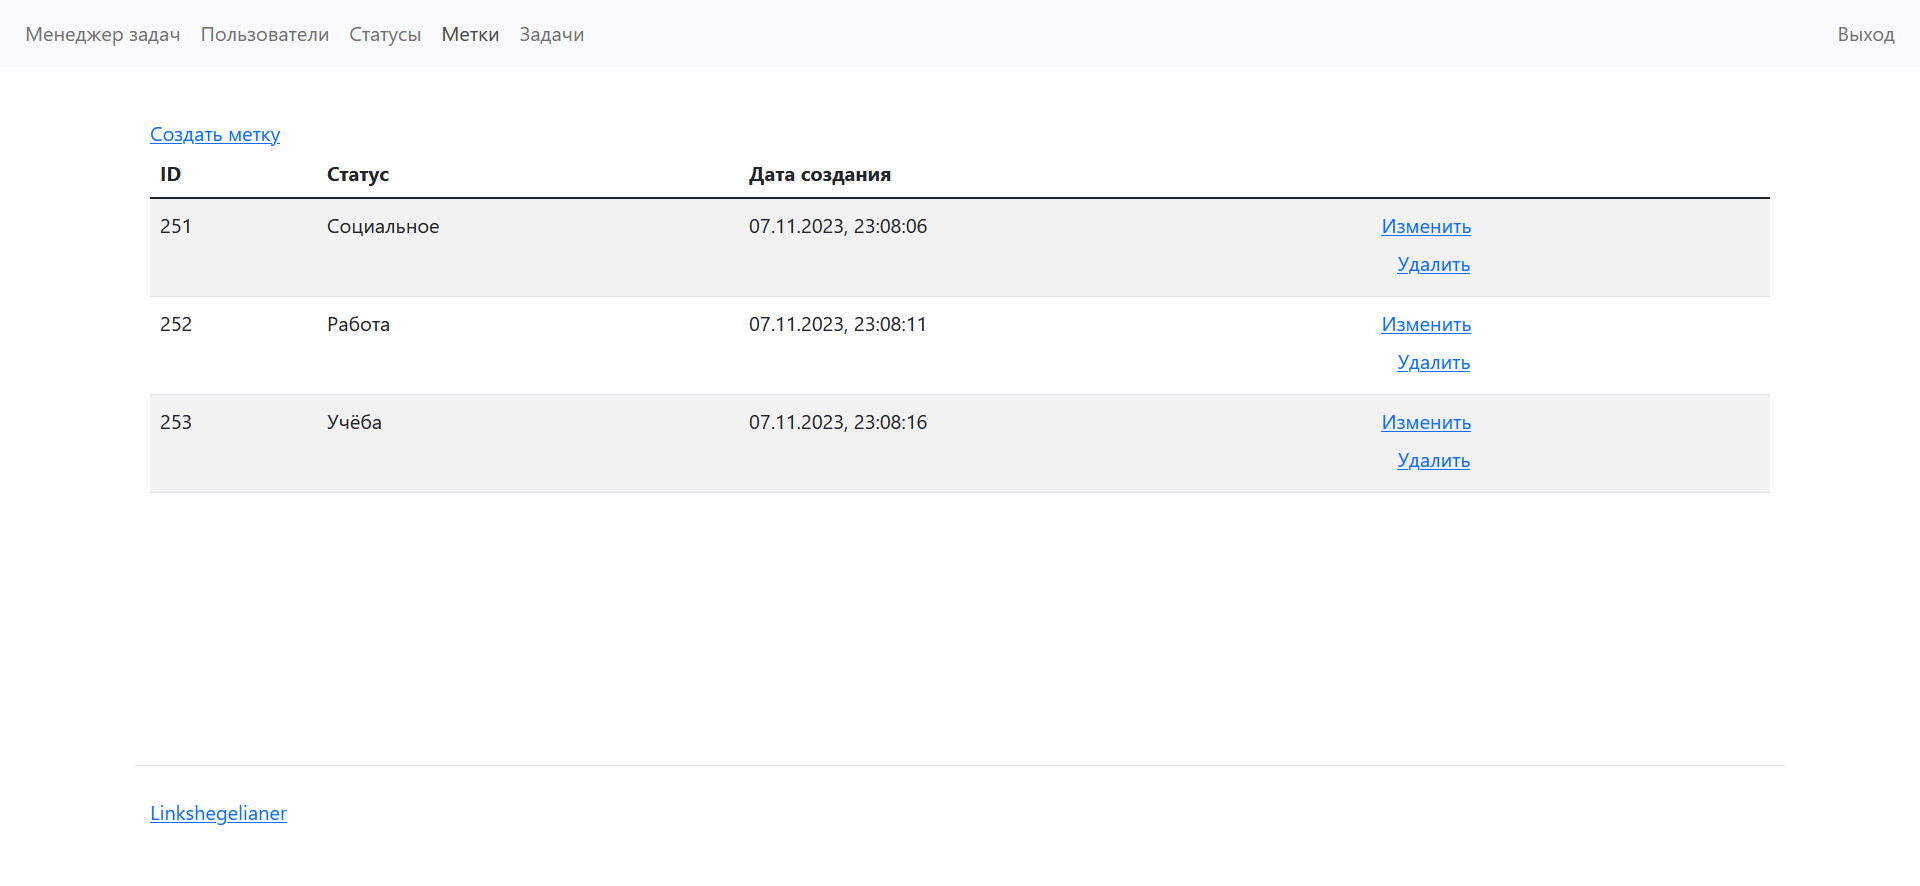 Менеджер задач Пользователи Статусы Метки Задачи Выход
Создать метку
ID Статус Дата создания
251 Социальное 07.11.2023, 23:08:06 Изменить
Удалить
252 Работа 07.11.2023, 23:08:11 Изменить
Удалить
253 Учёба 07.11.2023, 23:08:16 Изменить
Удалить
Linkshegelianer